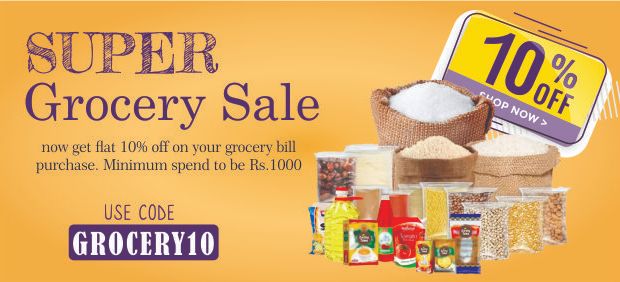 SUPER
Grocery Sale
now get flat 10% off on your grocery bill
purchase. Minimum spend to be Rs.1000
USE CODE
GROCERY10
10% OFF
SHOP NOW >